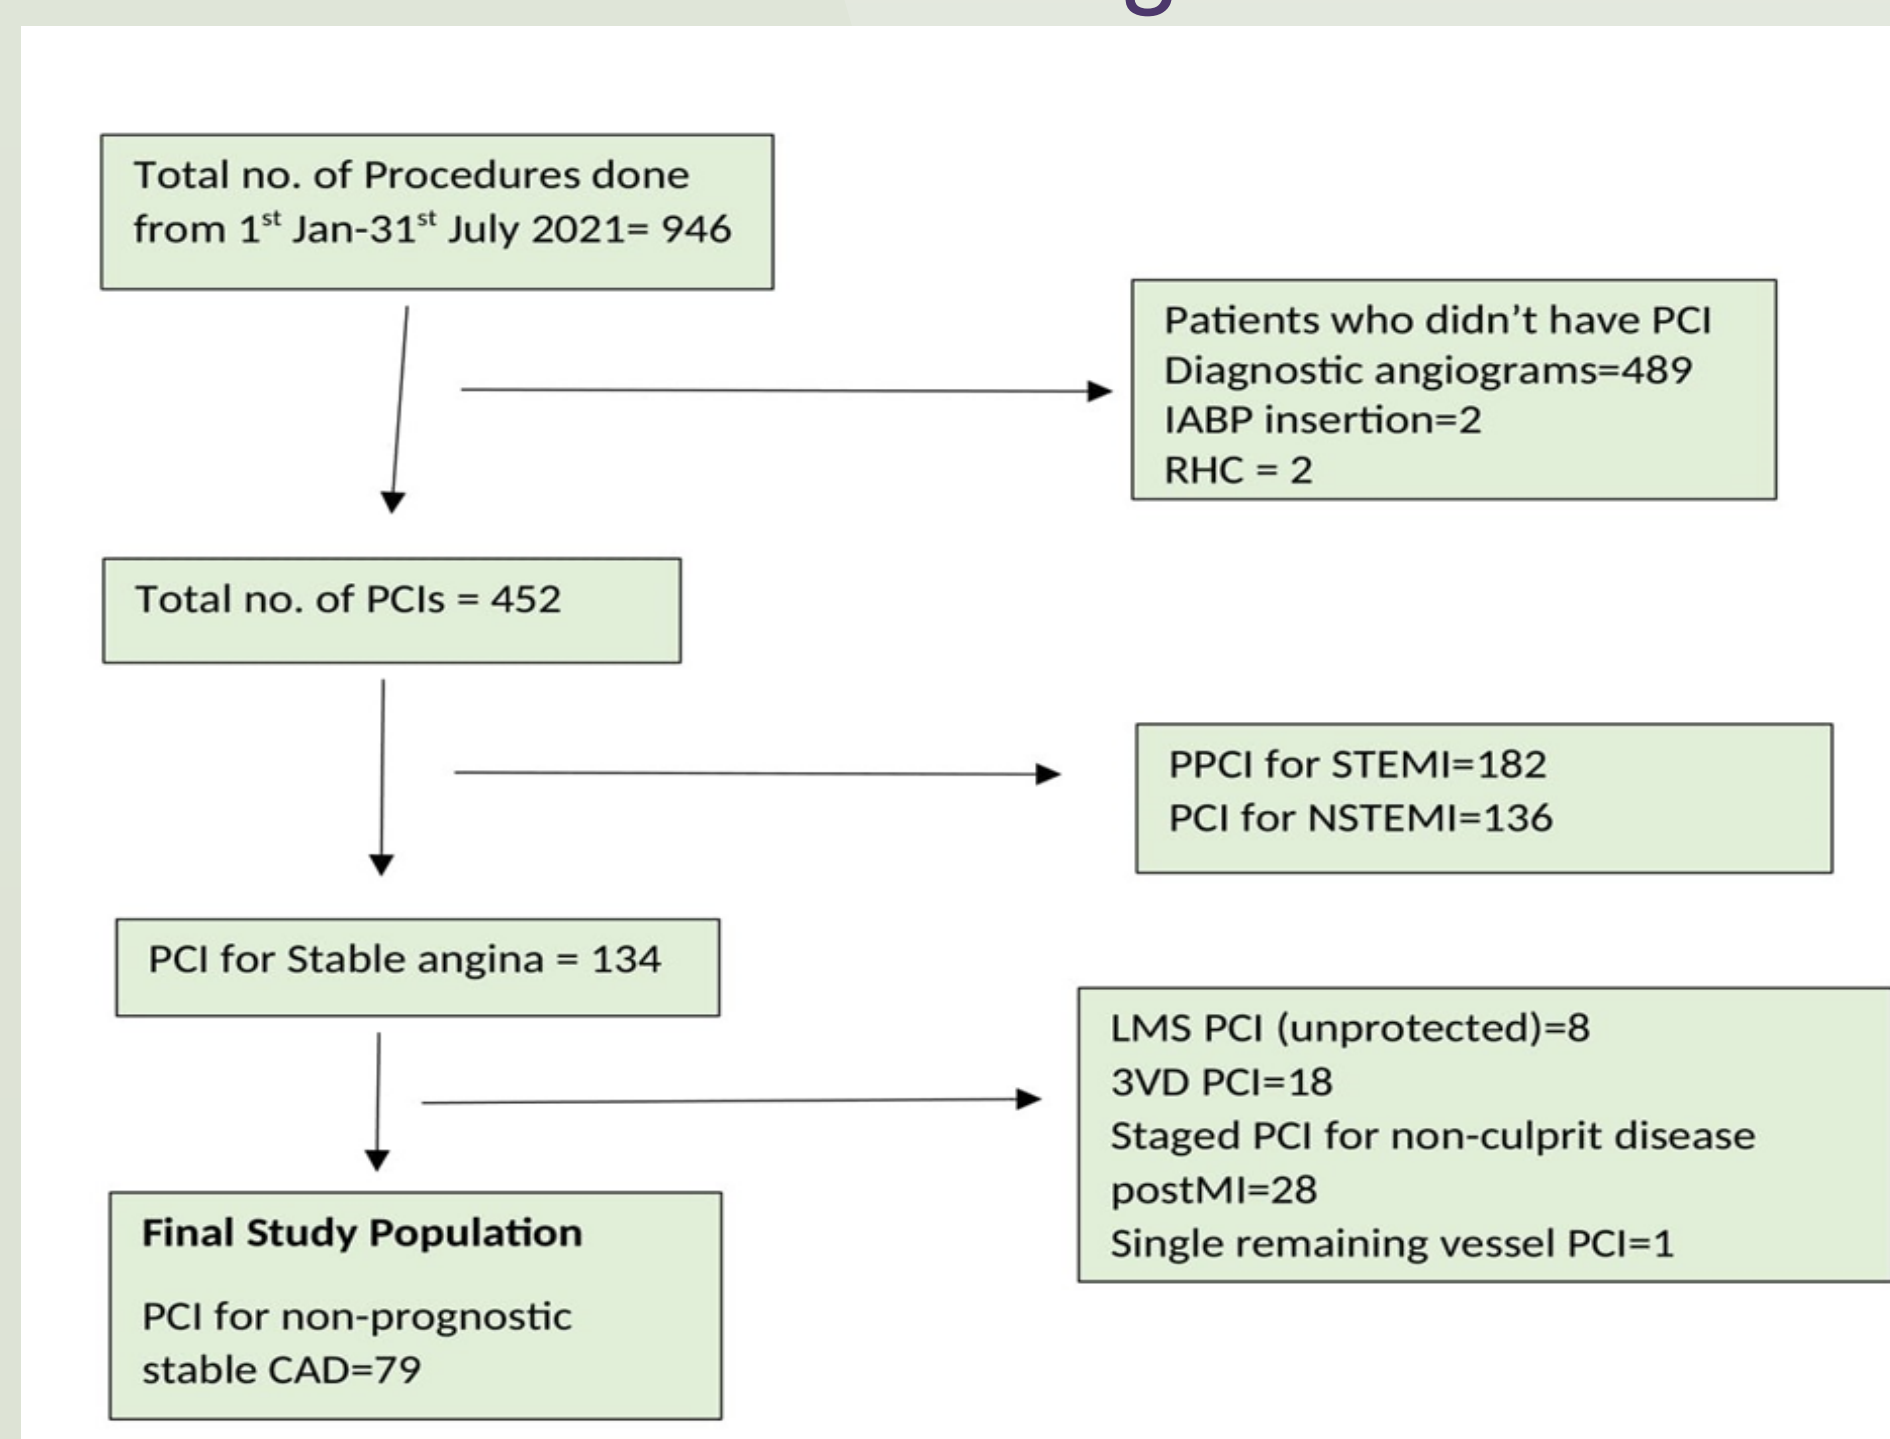 Total no. of Procedures done
from 1st Jan-31st July 2021= 946
Patients who didn’t have PCI
Diagnostic angiograms=489
IABP insertion=2
RHC = 2
Total no. of PCIs = 452
PPCI for STEMI=182
PCI for NSTEMI=136
PCI for Stable angina = 134
LMS PCI (unprotected)=8
3VD PCI=18
Staged PCI for non-culprit disease
postMI=28
Single remaining vessel PCI=1
Final Study Population
PCI for non-prognostic
stable CAD=79